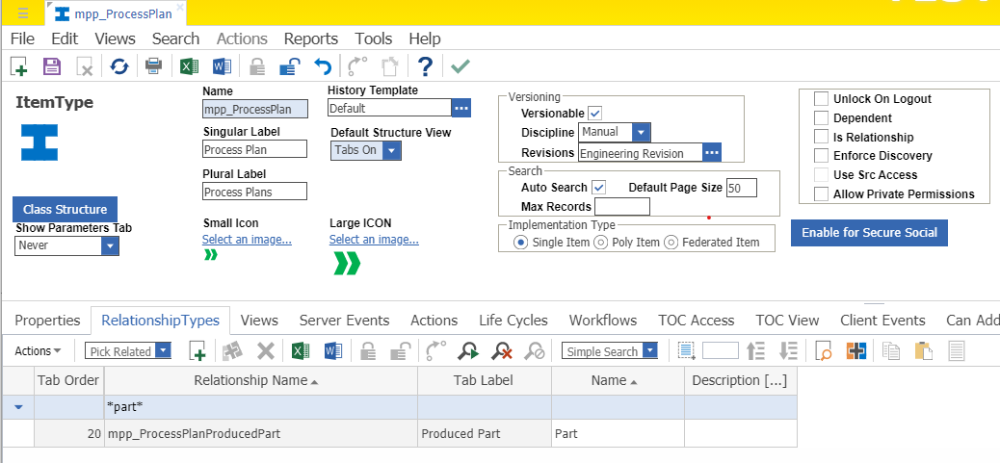 mpp_ProcessPlan
File Edit Views Search Actions Reports Tools Help
ItemType
Name
mpp_ProcessPlan
History Template
Default
Singular Label
Process Plan
Default Structure View
Tabs On
Plural Label
Process Plans
Class Structure
Show Parameters Tab
Never
Small Icon
Select an image...
Large ICON
Select an image...
Versioning
Versionable
Discipline Manual
Revisions Engineering Revision
Search
Auto Search Default Page Size 50
Max Records
Implementation Type
Single Item Poly Item Federated Item
Unlock On Logout
Dependent
Is Relationship
Enforce Discovery
Use Src Access
Allow Private Permissions
Enable for Secure Social
Properties RelationshipTypes Views Server Events Actions Life Cycles Workflows TOC Access TOC View Client Events Can Add
Actions Pick Related Simple Search
Tab Order Relationship Name Tab Label Name Description [...]
*part*
20 mpp_ProcessPlanProducedPart Produced Part Part